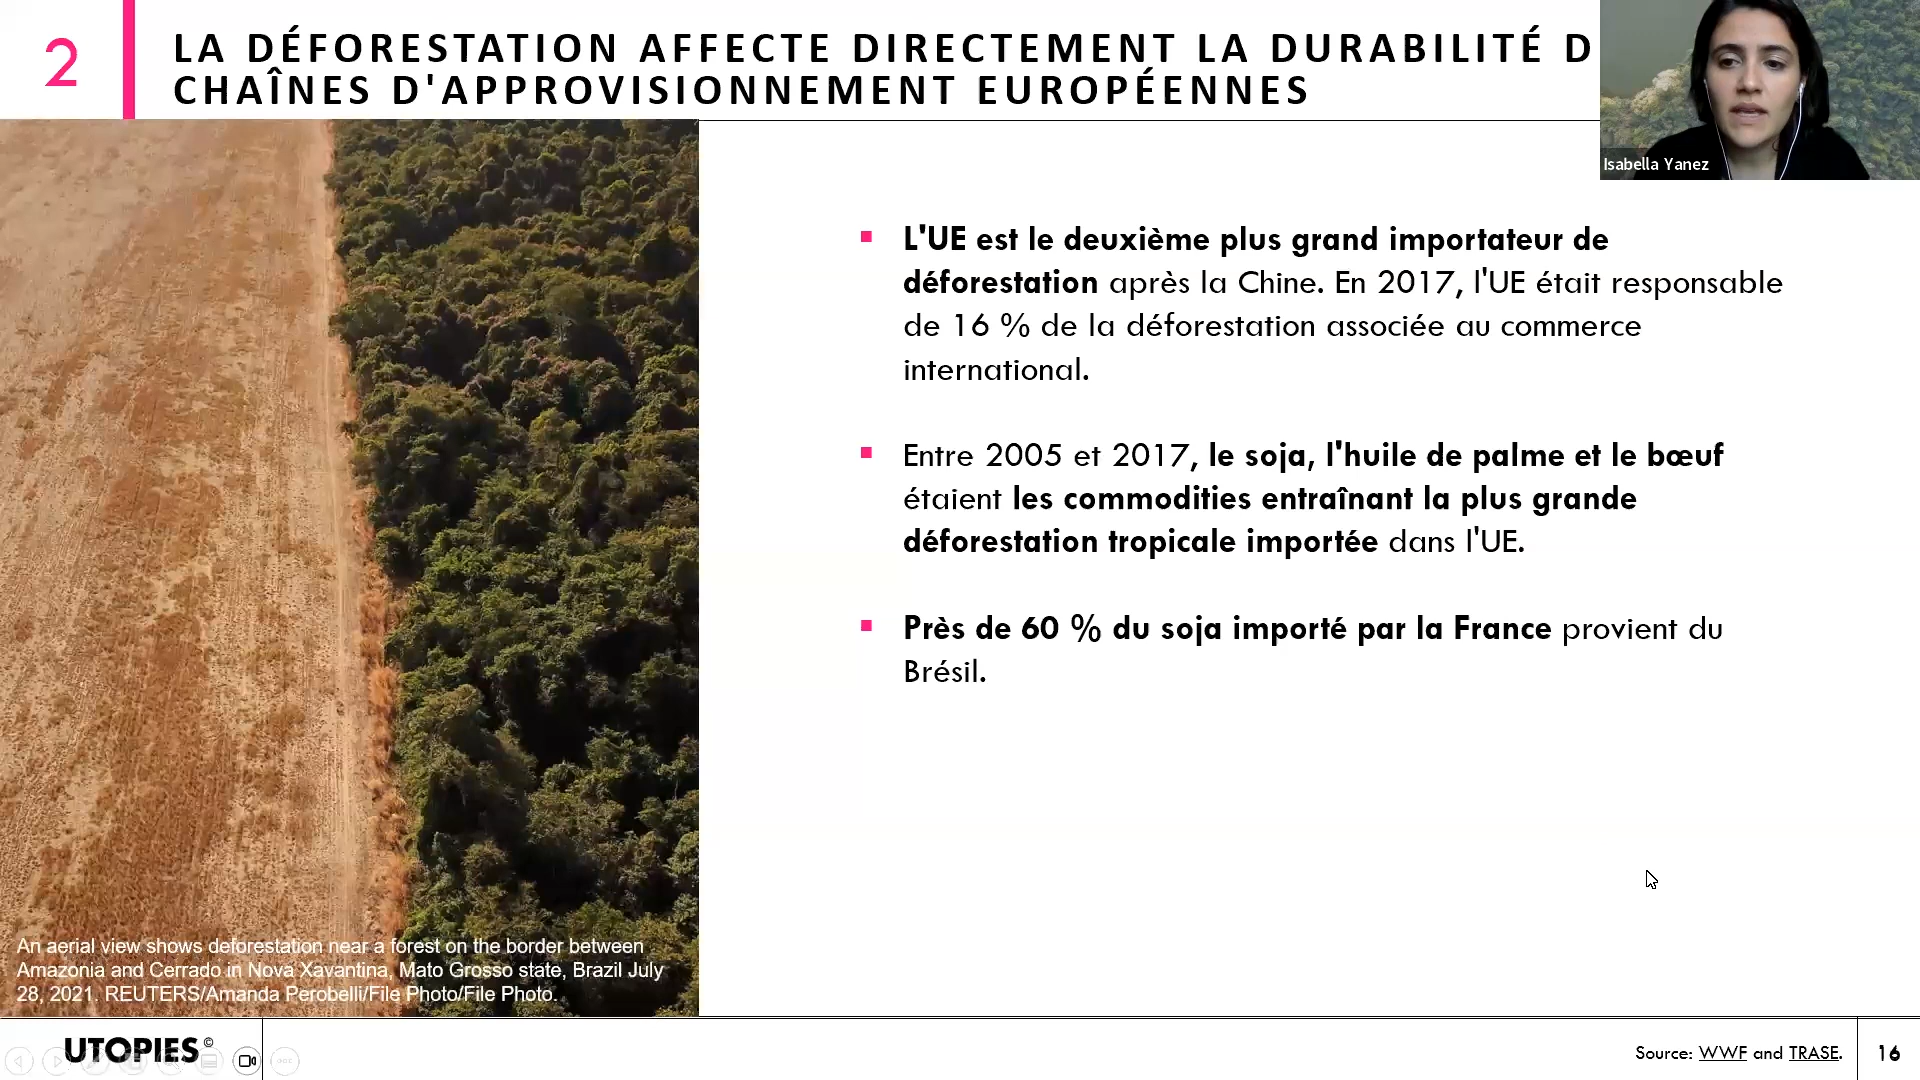 2
LA DÉFORESTATION AFFECTE DIRECTEMENT LA DURABILITÉ D
CHAÎNES D'APPROVISIONNEMENT EUROPÉENNES
Isabella Yanez
L'UE est le deuxième plus grand importateur de
déforestation après la Chine. En 2017, l'UE était responsable
de 16 % de la déforestation associée au commerce
international.
Entre 2005 et 2017, le soja, l'huile de palme et le bœuf
étaient les commodities entraînant la plus grande
déforestation tropicale importée dans l'UE.
Près de 60 % du soja importé par la France provient du
Brésil.
An aerial view shows deforestation near a forest on the border between
Amazonia and Cerrado in Nova Xavantina, Mato Grosso state, Brazil July
28, 2021. REUTERS/Amanda Perobelli/File Photo/File Photo.
UTOPIES©
Source: WWF and TRASE.
16